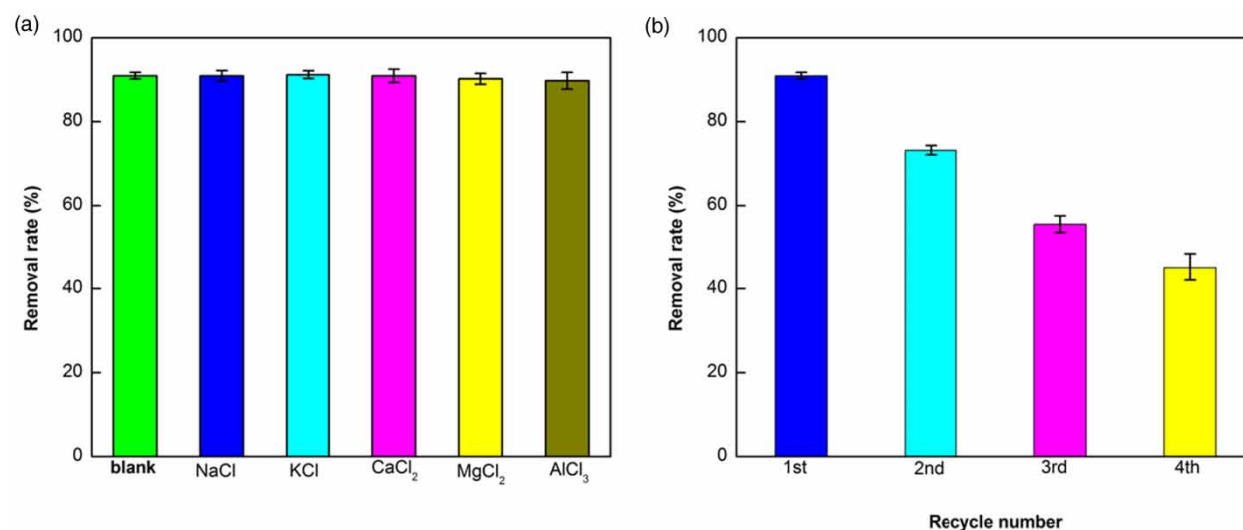 (a)
100
80
60
40
20
0
Removal rate (%)
blank NaCl KCl CaCl₂ MgCl₂ AlCl₃
(b)
100
80
60
40
20
0
Removal rate (%)
1st 2nd 3rd 4th
Recycle number